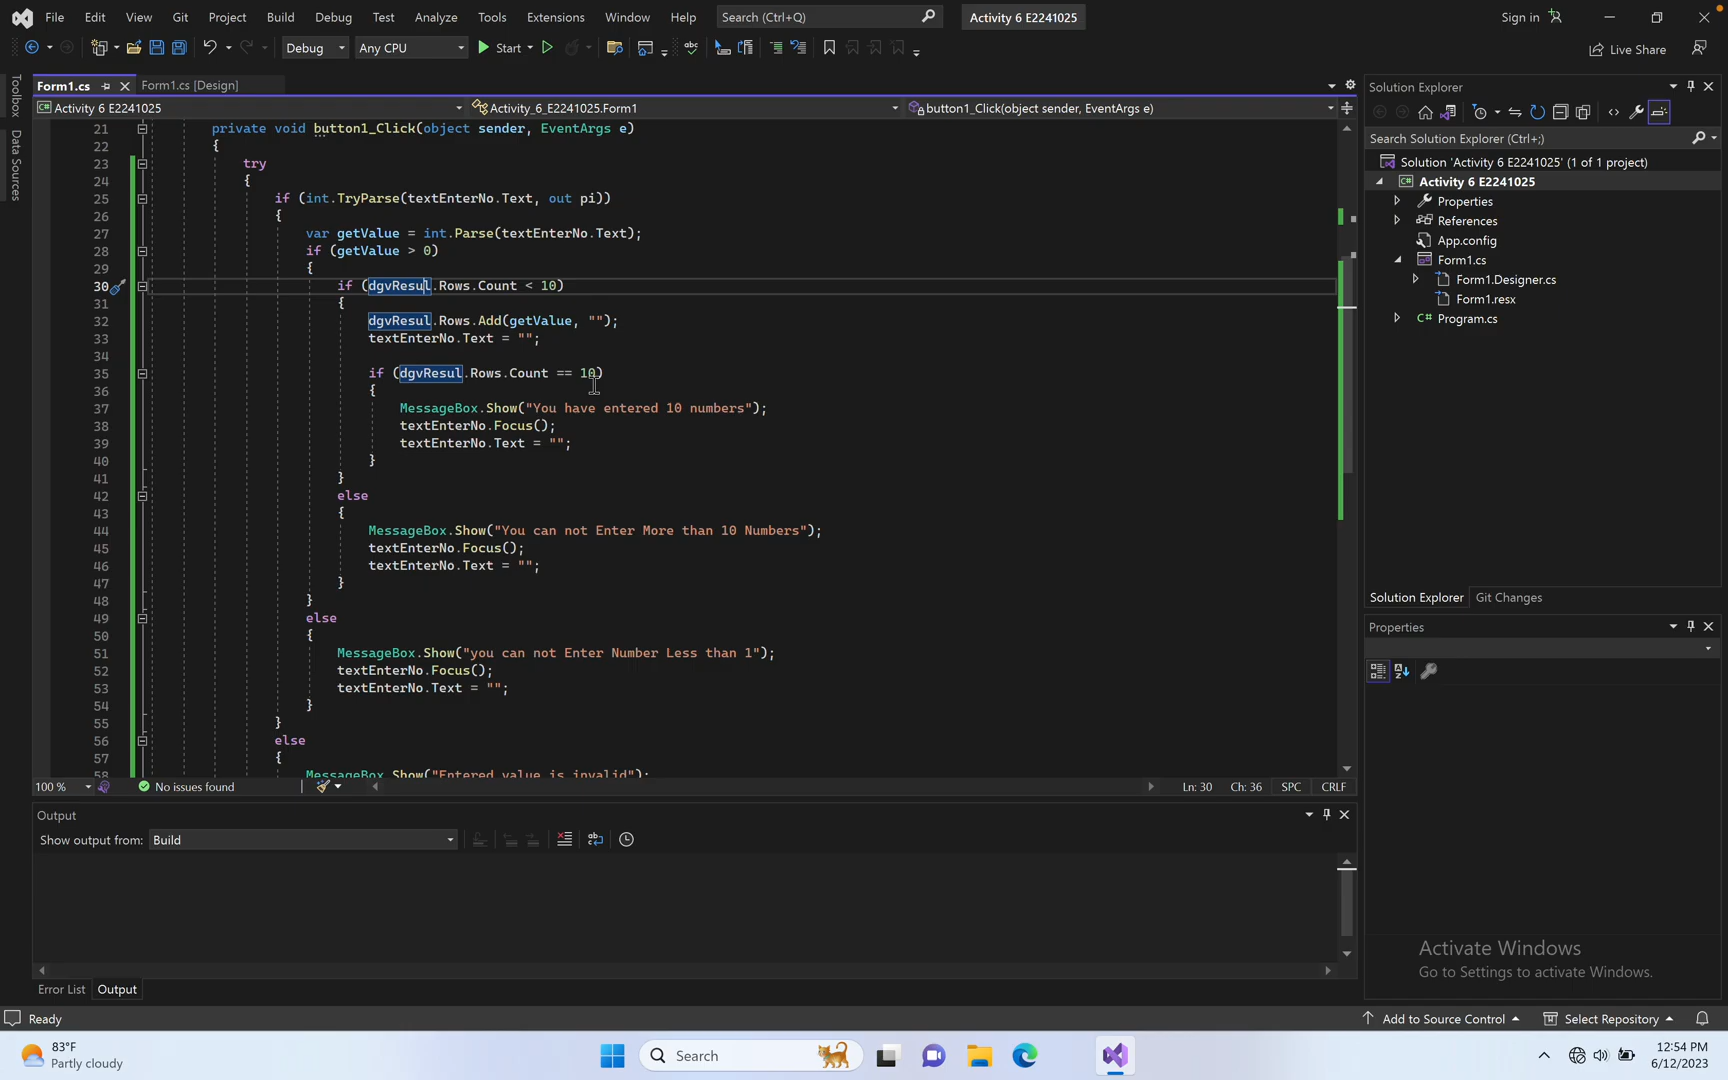 File Edit View Git Project Build Debug Test Analyze Tools Extensions Window Help Search (Ctrl+Q) Activity 6 E2241025 Sign in
Debug Any CPU Start Live Share
Toolbox
Data Sources
Form1.cs Form1.cs [Design]
Activity 6 E2241025 Activity_6_E2241025.Form1 button1_Click(object sender, EventArgs e)
21 private void button1_Click(object sender, EventArgs e)
22 {
23 try
24 {
25 if (int.TryParse(textEnterNo.Text, out pi))
26 {
27 var getValue = int.Parse(textEnterNo.Text);
28 if (getValue > 0)
29 {
30 if (dgvResul.Rows.Count < 10)
31 {
32 dgvResul.Rows.Add(getValue, "");
33 textEnterNo.Text = "";
34
35 if (dgvResul.Rows.Count == 10)
36 {
37 MessageBox.Show("You have entered 10 numbers");
38 textEnterNo.Focus();
39 textEnterNo.Text = "";
40 }
41 }
42 else
43 {
44 MessageBox.Show("You can not Enter More than 10 Numbers");
45 textEnterNo.Focus();
46 textEnterNo.Text = "";
47 }
48 }
49 else
50 {
51 MessageBox.Show("you can not Enter Number Less than 1");
52 textEnterNo.Focus();
53 textEnterNo.Text = "";
54 }
55 }
56 else
57 {
58 MessageBox.Show("Entered value is invalid");
100 % No issues found Ln: 30 Ch: 36 SPC CRLF
Output
Show output from: Build
Error List Output
Solution Explorer
Search Solution Explorer (Ctrl+;)
Solution 'Activity 6 E2241025' (1 of 1 project)
Activity 6 E2241025
Properties
References
App.config
Form1.cs
Form1.Designer.cs
Form1.resx
C# Program.cs
Solution Explorer Git Changes
Properties
Activate Windows
Go to Settings to activate Windows.
Ready Add to Source Control Select Repository
83°F
Partly cloudy
Search
12:54 PM
6/12/2023